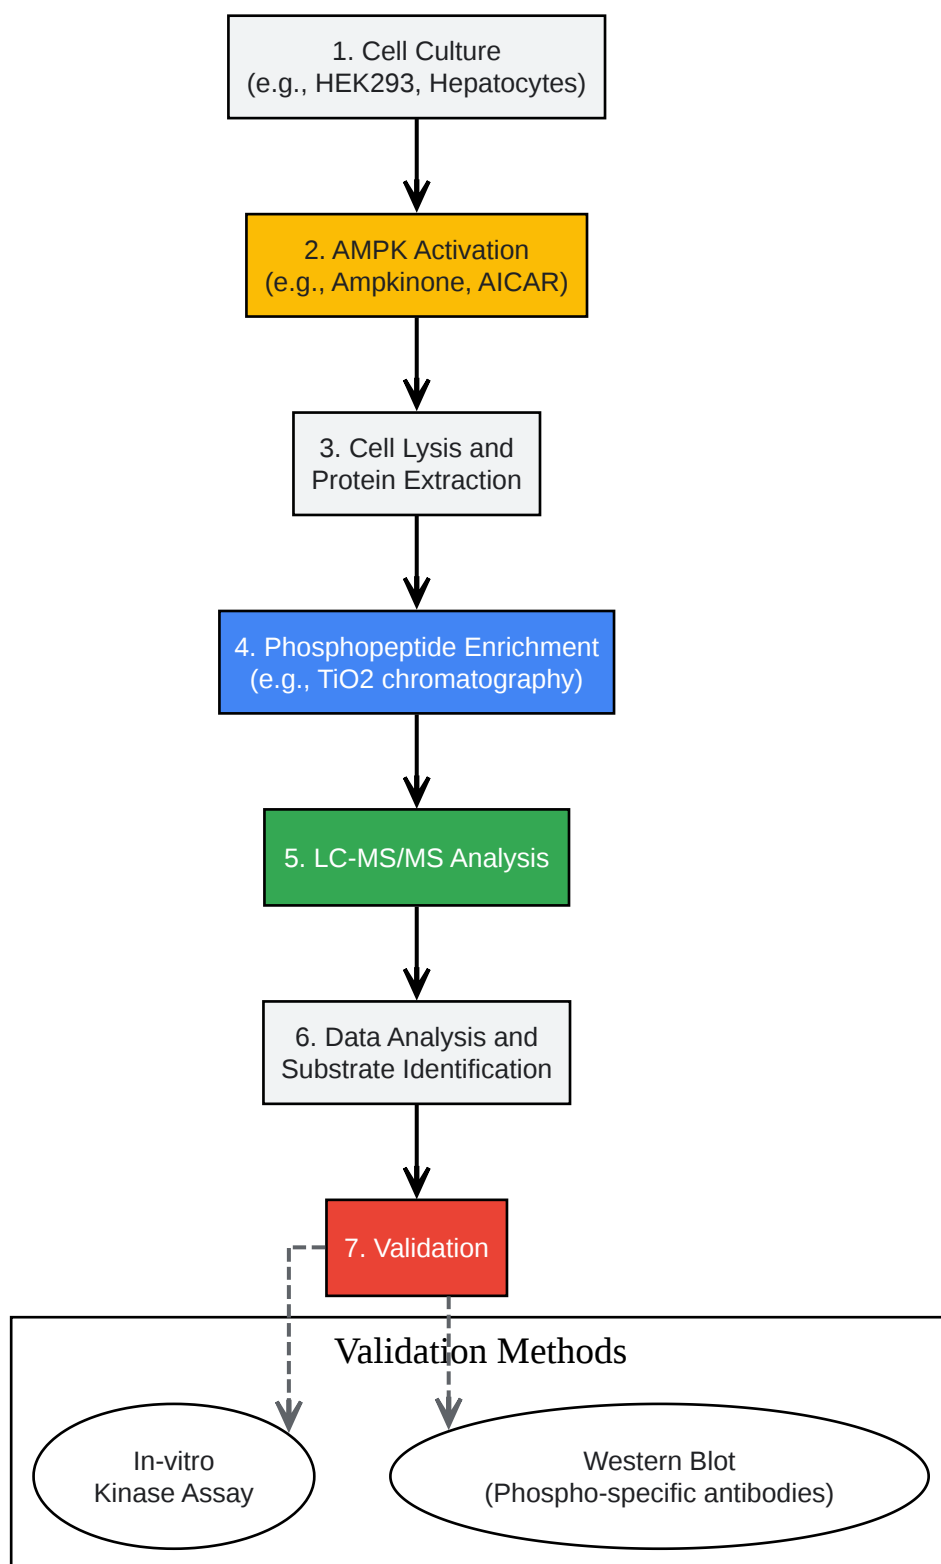 1. Cell Culture
(e.g., HEK293, Hepatocytes)
2. AMPK Activation
(e.g., Ampkinone, AICAR)
3. Cell Lysis and
Protein Extraction
4. Phosphopeptide Enrichment
(e.g., TiO2 chromatography)
5. LC-MS/MS Analysis
6. Data Analysis and
Substrate Identification
7. Validation
Validation Methods
In-vitro
Kinase Assay
Western Blot
(Phospho-specific antibodies)